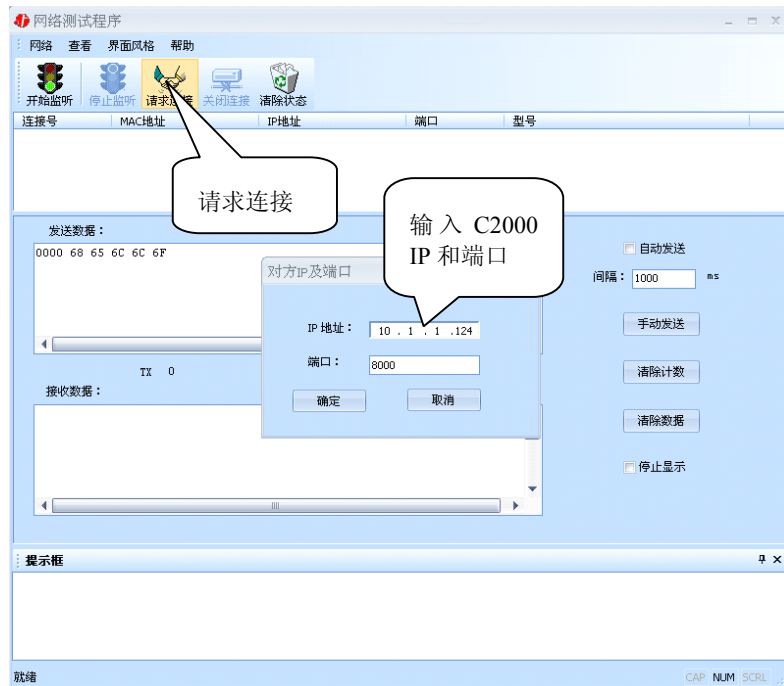 网络测试程序
网络 查看 界面风格 帮助
开始监听 停止监听 请求连接 关闭连接 清除状态
连接号 MAC地址 IP地址 端口 型号
请求连接
输 入 C2000
IP 和端口
发送数据：
0000 68 65 6C 6C 6F
自动发送
间隔： 1000 ms
对方IP及端口
IP 地址： 10 . 1 . 1 .124
手动发送
端口： 8000
TX 0
清除计数
接收数据：
确定 取消
清除数据
停止显示
提示框
就绪
CAP NUM SCRL